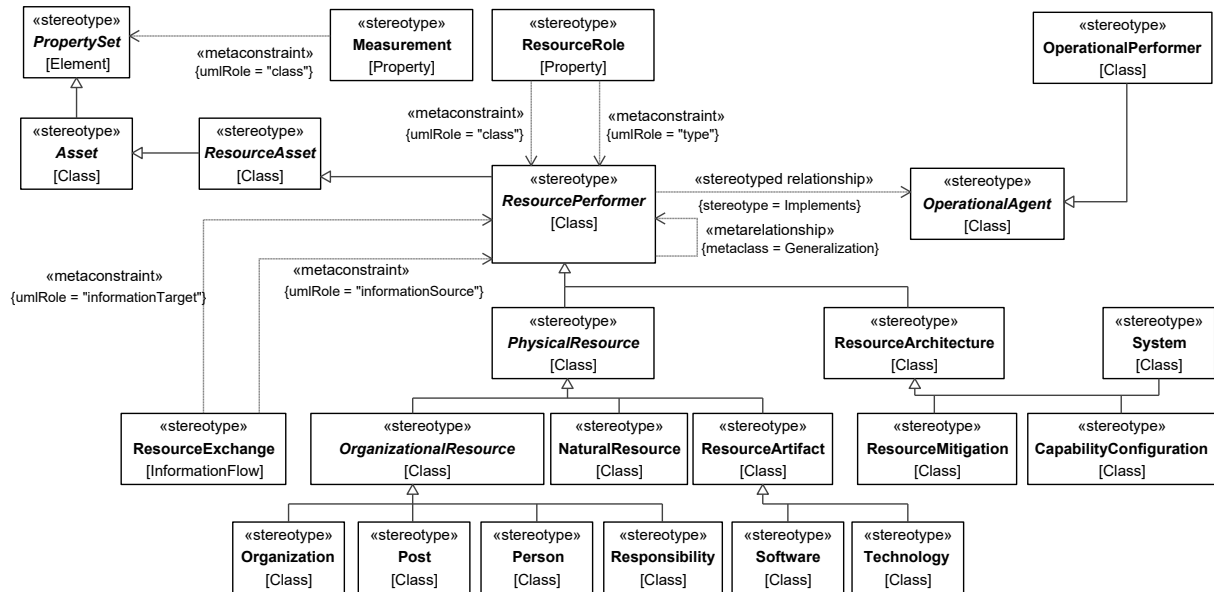 «stereotype»
PropertySet
[Element]
«metaconstraint»
{umlRole = "class"}
«stereotype»
Measurement
[Property]
«stereotype»
ResourceRole
[Property]
«stereotype»
OperationalPerformer
[Class]
«metaconstraint»
{umlRole = "class"}
«metaconstraint»
{umlRole = "type"}
«stereotype»
Asset
[Class]
«stereotype»
ResourceAsset
[Class]
«stereotype»
ResourcePerformer
[Class]
«stereotyped relationship»
{stereotype = Implements}
«metarelationship»
{metaclass = Generalization}
«stereotype»
OperationalAgent
[Class]
«metaconstraint»
{umlRole = "informationTarget"}
«metaconstraint»
{umlRole = "informationSource"}
«stereotype»
PhysicalResource
[Class]
«stereotype»
ResourceArchitecture
[Class]
«stereotype»
System
[Class]
«stereotype»
ResourceExchange
[InformationFlow]
«stereotype»
OrganizationalResource
[Class]
«stereotype»
NaturalResource
[Class]
«stereotype»
ResourceArtifact
[Class]
«stereotype»
ResourceMitigation
[Class]
«stereotype»
CapabilityConfiguration
[Class]
«stereotype»
Organization
[Class]
«stereotype»
Post
[Class]
«stereotype»
Person
[Class]
«stereotype»
Responsibility
[Class]
«stereotype»
Software
[Class]
«stereotype»
Technology
[Class]